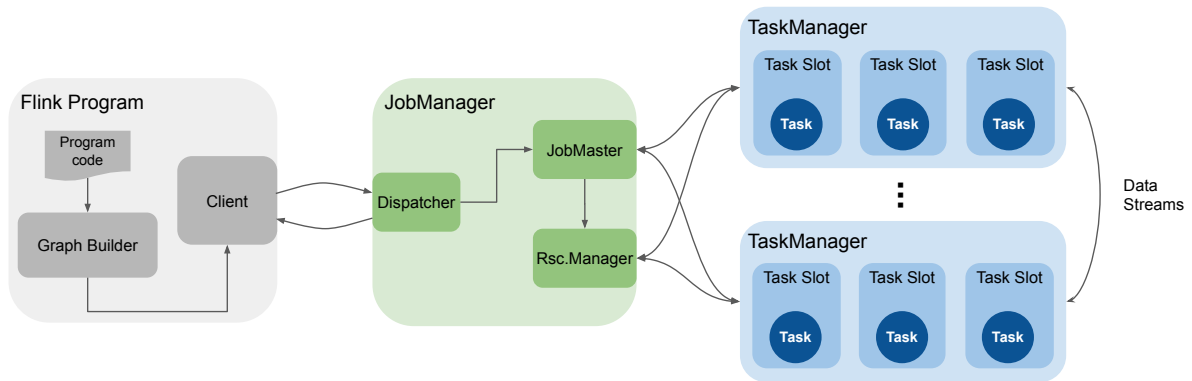 Flink Program
Program
code
Graph Builder
Client
JobManager
Dispatcher
JobMaster
Rsc.Manager
TaskManager
Task Slot
Task Slot
Task Slot
Task
Task
Task
TaskManager
Task Slot
Task Slot
Task Slot
Task
Task
Task
Data
Streams